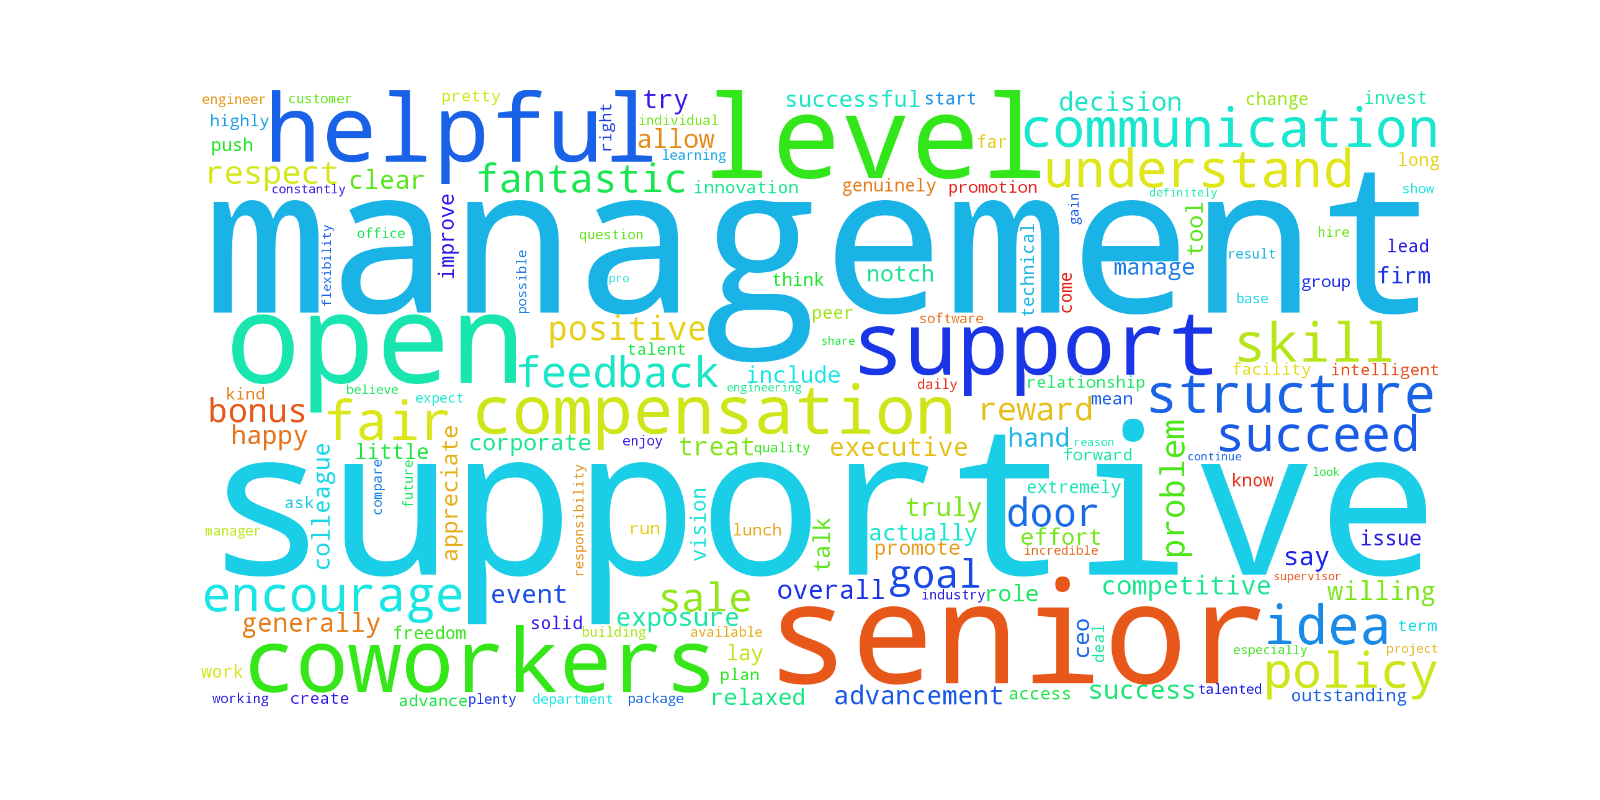 engineer
customer
pretty
helpful
right
try
individual
allow
learning
level
successful
start
far
decision
change
invest
communication
highly
push
respect
constantly
clear
fantastic
innovation
genuinely
promotion
understand
definitely
long
show
management
flexibility
office
improve
possible
question
pro
think
notch
technical
come
gain
manage
tool
result
base
hire
lead
group
firm
open
positive
talent
peer
share
software
support
skill
facility
intelligent
feedback
include
engineering
daily
relationship
mean
structure
kind
believe
expect
bonus
fair
compensation
reward
happy
little
corporate
enjoy
treat
quality
executive
hand
reason
forward
problem
succeed
continue
look
know
supportive
colleague
compare
future
appreciate
ask
manager
responsibility
run
vision
lunch
talk
truly
actually
promote
extremely
door
effort
incredible
say
issue
supervisor
encourage
event
sale
overall
goal
industry
role
competitive
willing
generally
freedom
solid
exposure
building
available
senior
ceo
deal
idea
term
especially
project
work
coworkers
lay
plan
policy
working
create
advance
plenty
department
package
relaxed
advancement
access
success
talented
outstanding